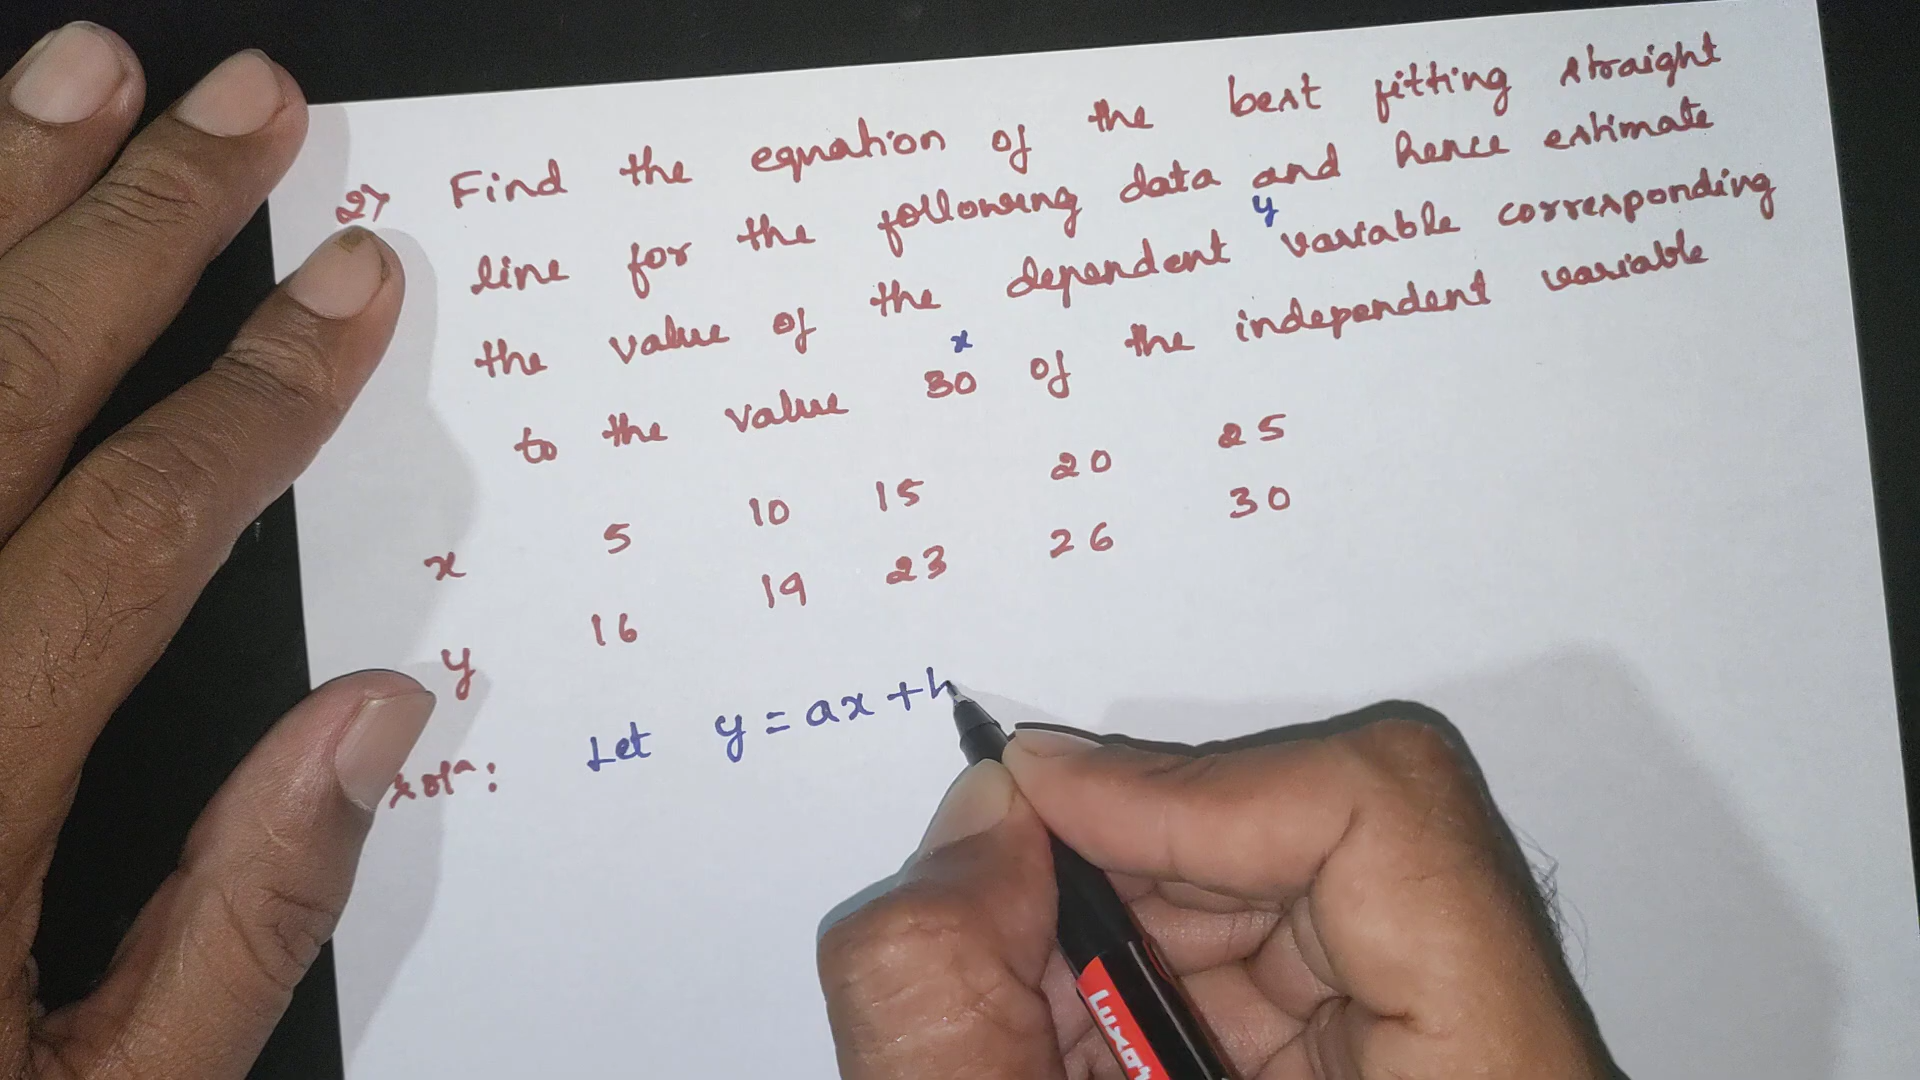 2> Find the equation of the best fitting straight
line for the following data and hence estimate
y
the value of the dependent variable corresponding
x
to the value 30 of the independent variable
x 5 10 15 20 25
y 16 19 23 26 30
soln: Let y = ax + b
Luxor